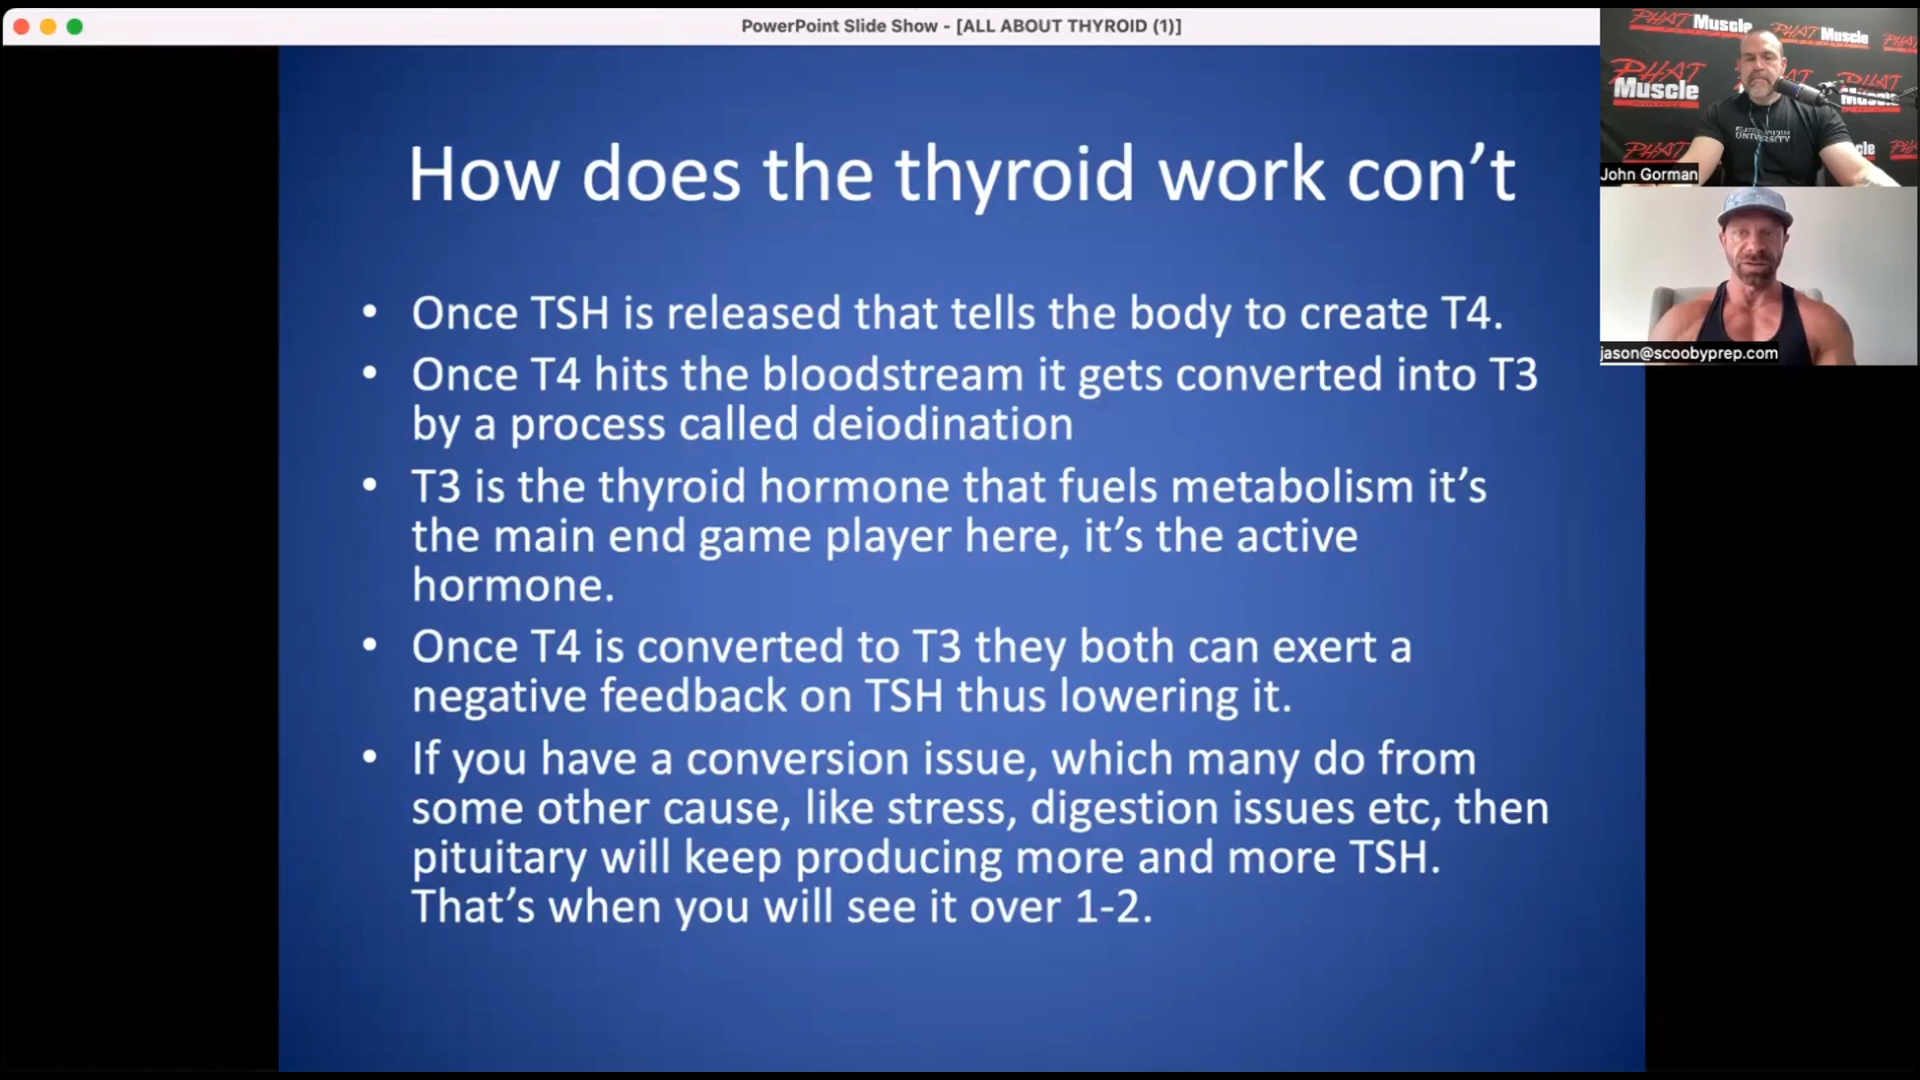 PowerPoint Slide Show - [ALL ABOUT THYROID (1)]
How does the thyroid work con't
• Once TSH is released that tells the body to create T4.
• Once T4 hits the bloodstream it gets converted into T3
by a process called deiodination
• T3 is the thyroid hormone that fuels metabolism it's
the main end game player here, it's the active
hormone.
• Once T4 is converted to T3 they both can exert a
negative feedback on TSH thus lowering it.
• If you have a conversion issue, which many do from
some other cause, like stress, digestion issues etc, then
pituitary will keep producing more and more TSH.
That's when you will see it over 1-2.
PHAT Muscle
PHAT Muscle
PHAT
Muscle
UNIVERSITY
John Gorman
jason@scoobyprep.com